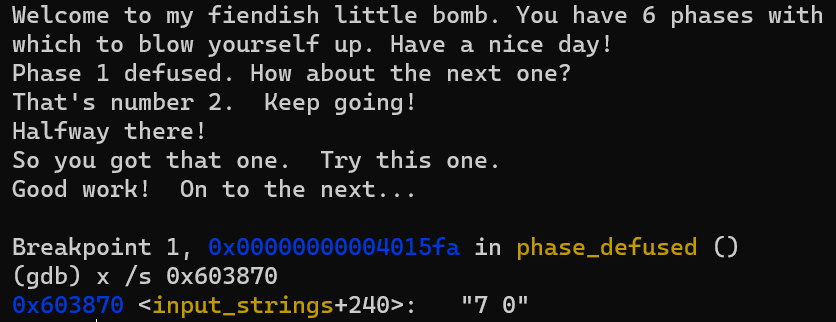 Welcome to my fiendish little bomb. You have 6 phases with
which to blow yourself up. Have a nice day!
Phase 1 defused. How about the next one?
That's number 2.  Keep going!
Halfway there!
So you got that one.  Try this one.
Good work!  On to the next...
Breakpoint 1, 0x00000000004015fa in phase_defused ()
(gdb) x /s 0x603870
0x603870 <input_strings+240>:   "7 0"